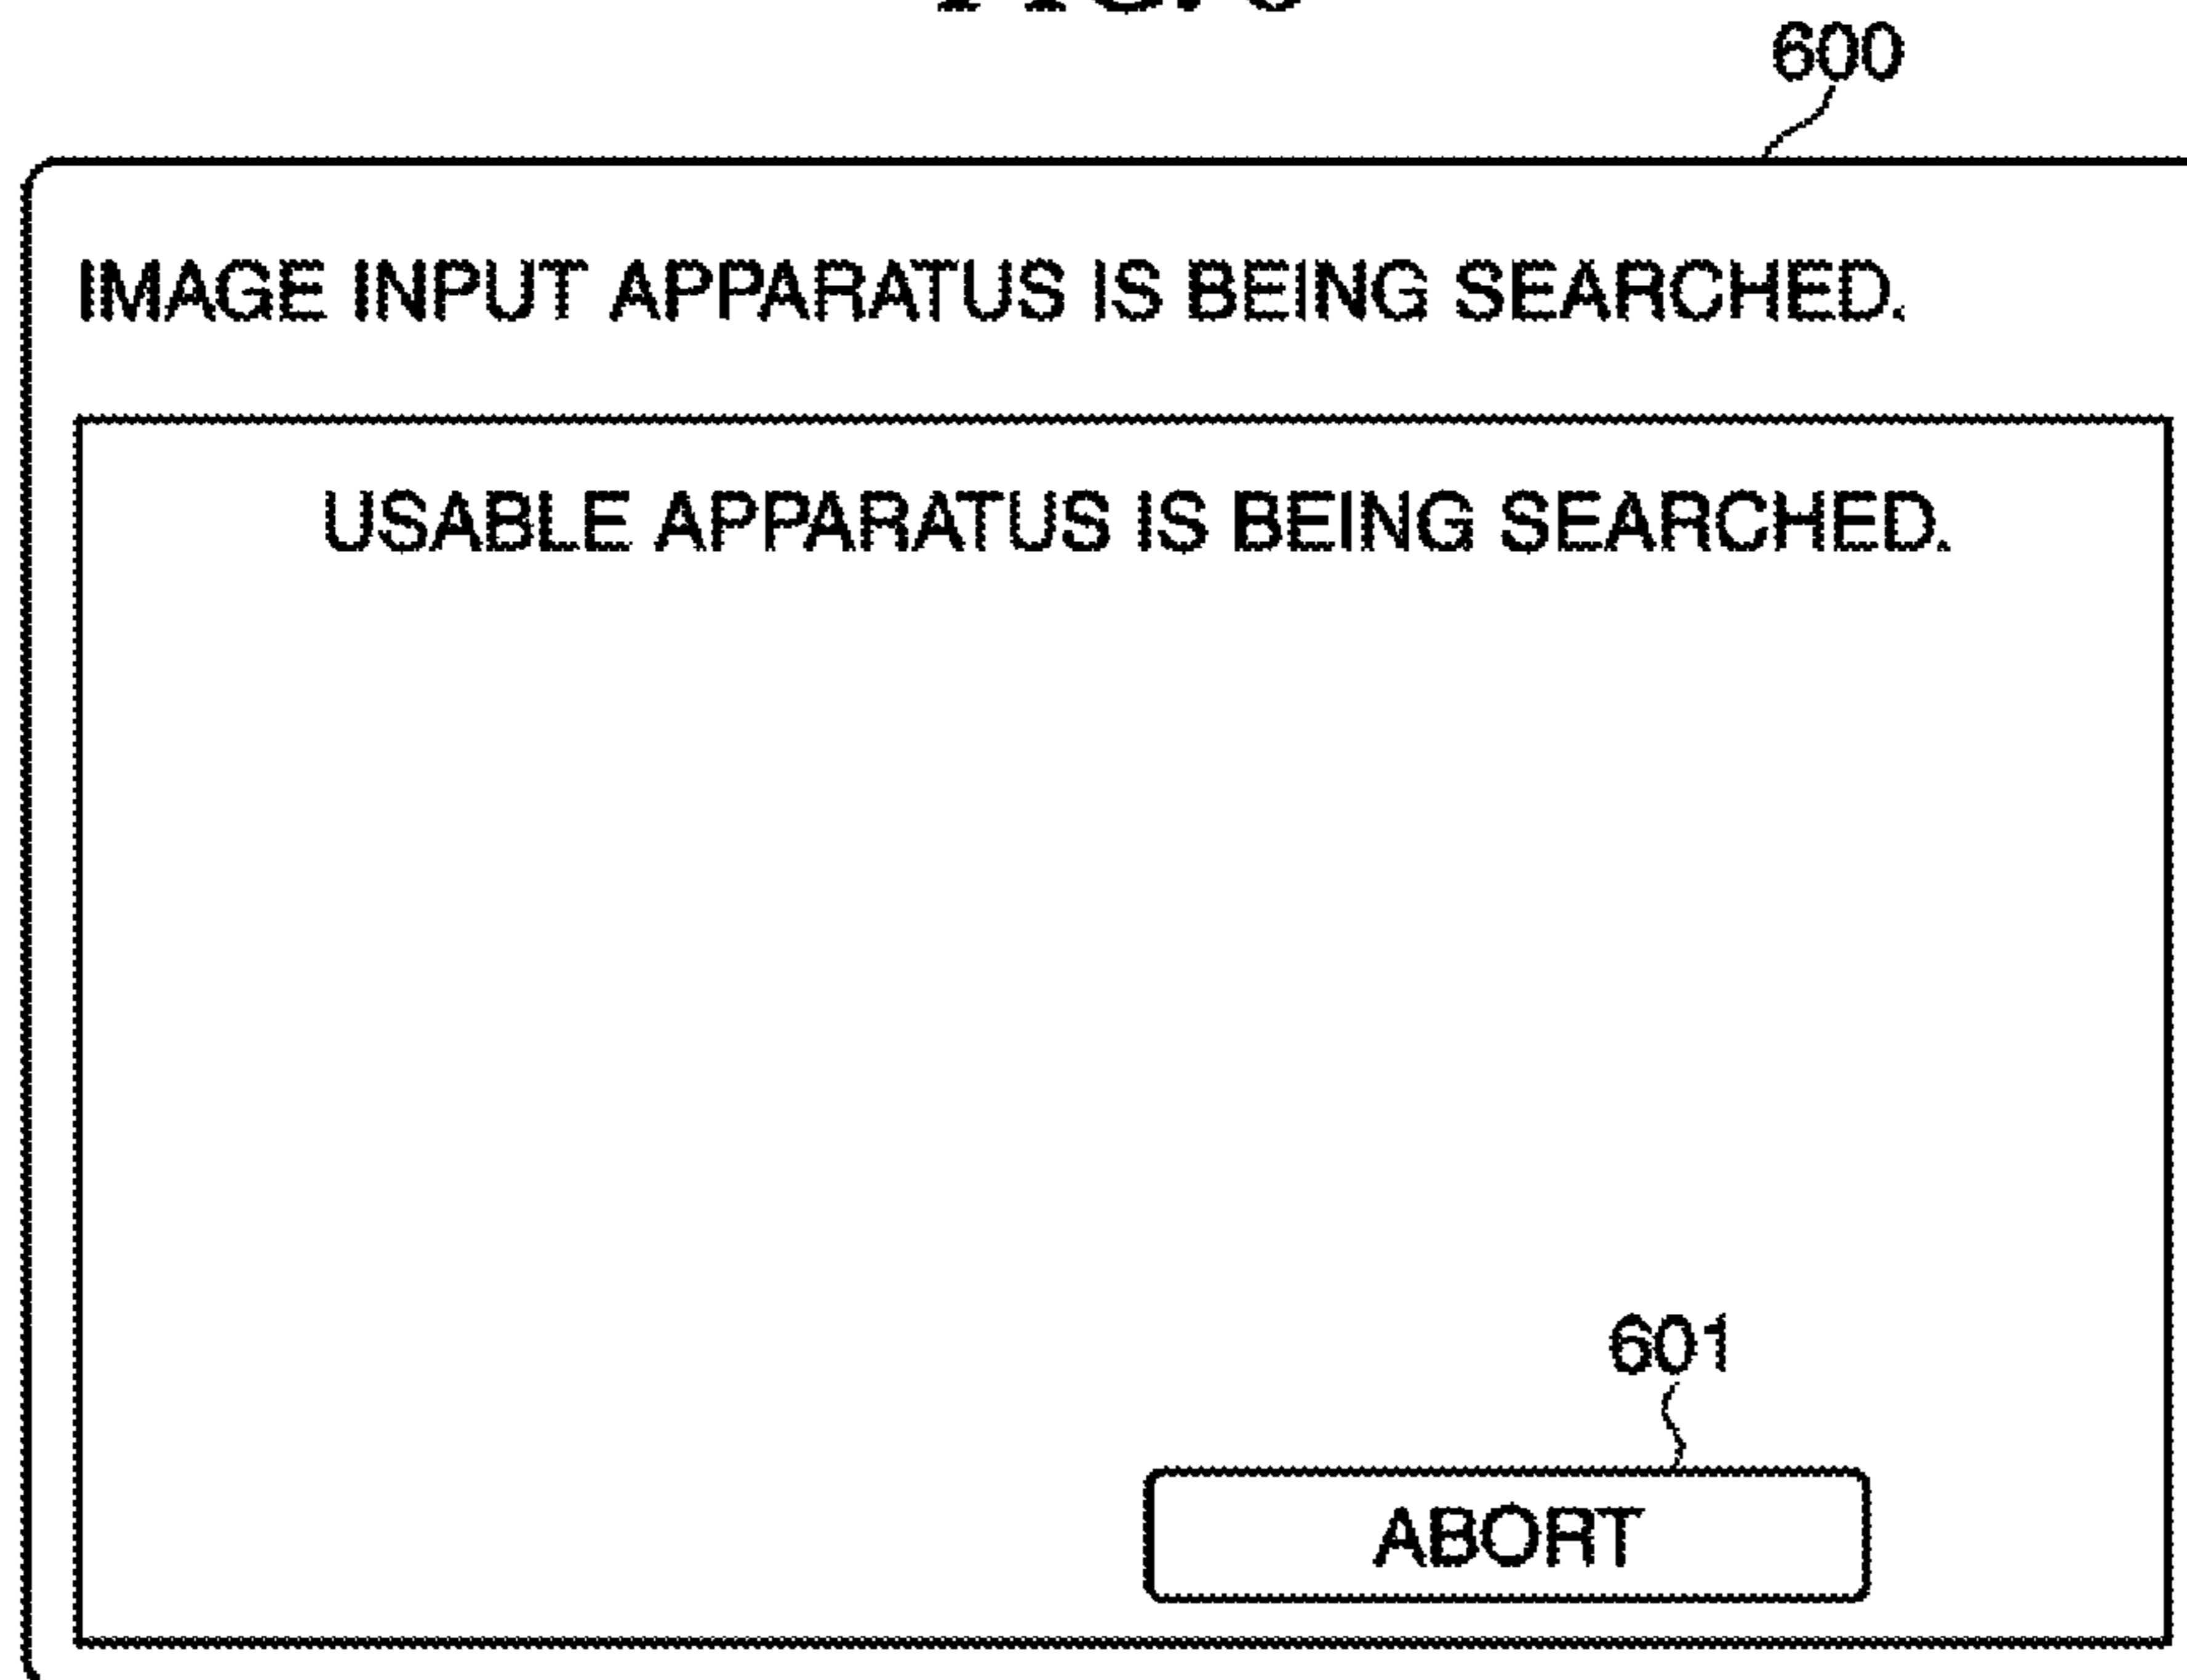 600
IMAGE INPUT APPARATUS IS BEING SEARCHED.
USABLE APPARATUS IS BEING SEARCHED.
601
ABORT